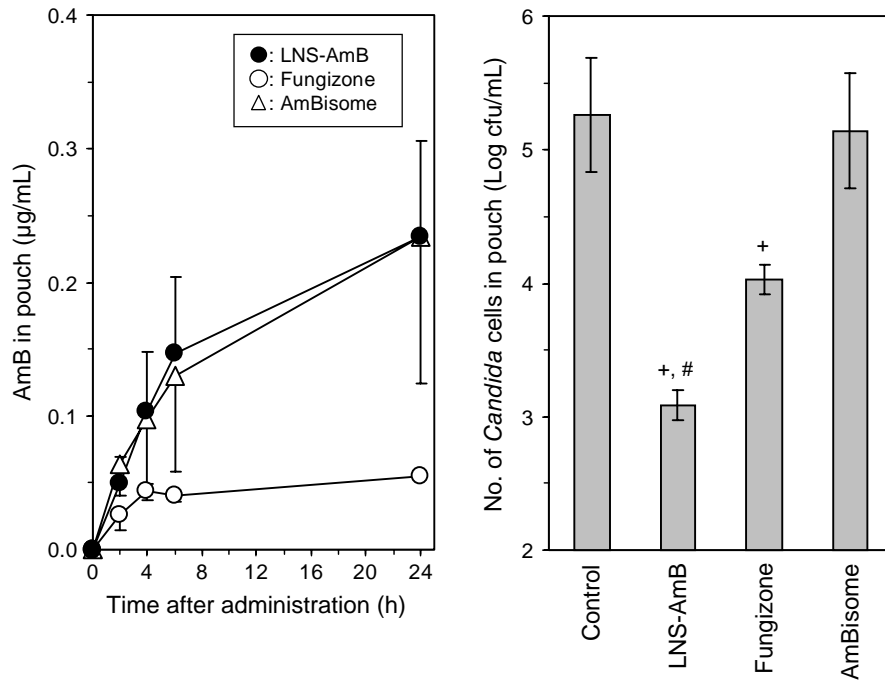 0.4
0.3
0.2
0.1
0.0
AmB in pouch (µg/mL)
●: LNS-AmB
○: Fungizone
△: AmBisome
0 4 8 12 16 20 24
Time after administration (h)
6
5
4
3
2
No. of Candida cells in pouch (Log cfu/mL)
+, #
+
Control
LNS-AmB
Fungizone
AmBisome